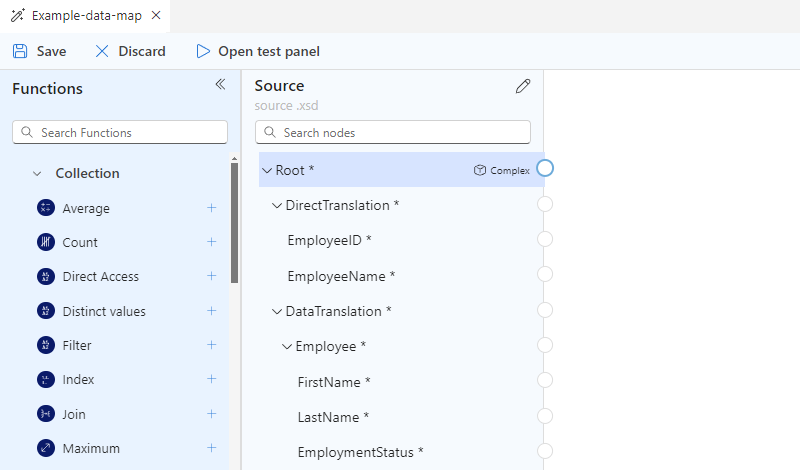 Example-data-map
Save Discard Open test panel
Functions
Search Functions
Collection
Average
Count
Direct Access
Distinct values
Filter
Index
Join
Maximum
Source
source .xsd
Search nodes
Root * Complex
DirectTranslation *
EmployeeID *
EmployeeName *
DataTranslation *
Employee *
FirstName *
LastName *
EmploymentStatus *